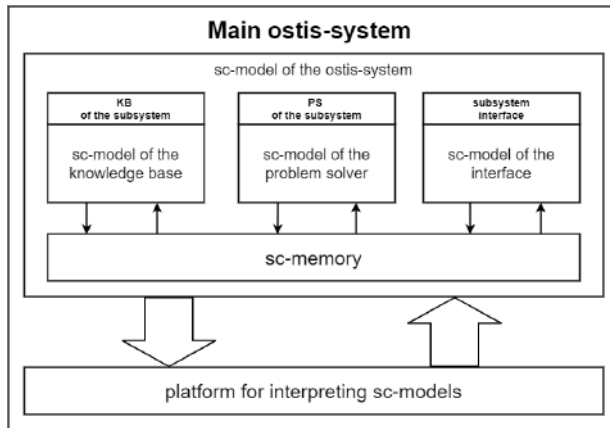 Main ostis-system
sc-model of the ostis-system
KB
of the subsystem
sc-model of the
knowledge base
PS
of the subsystem
sc-model of the
problem solver
subsystem
interface
sc-model of the
interface
sc-memory
platform for interpreting sc-models